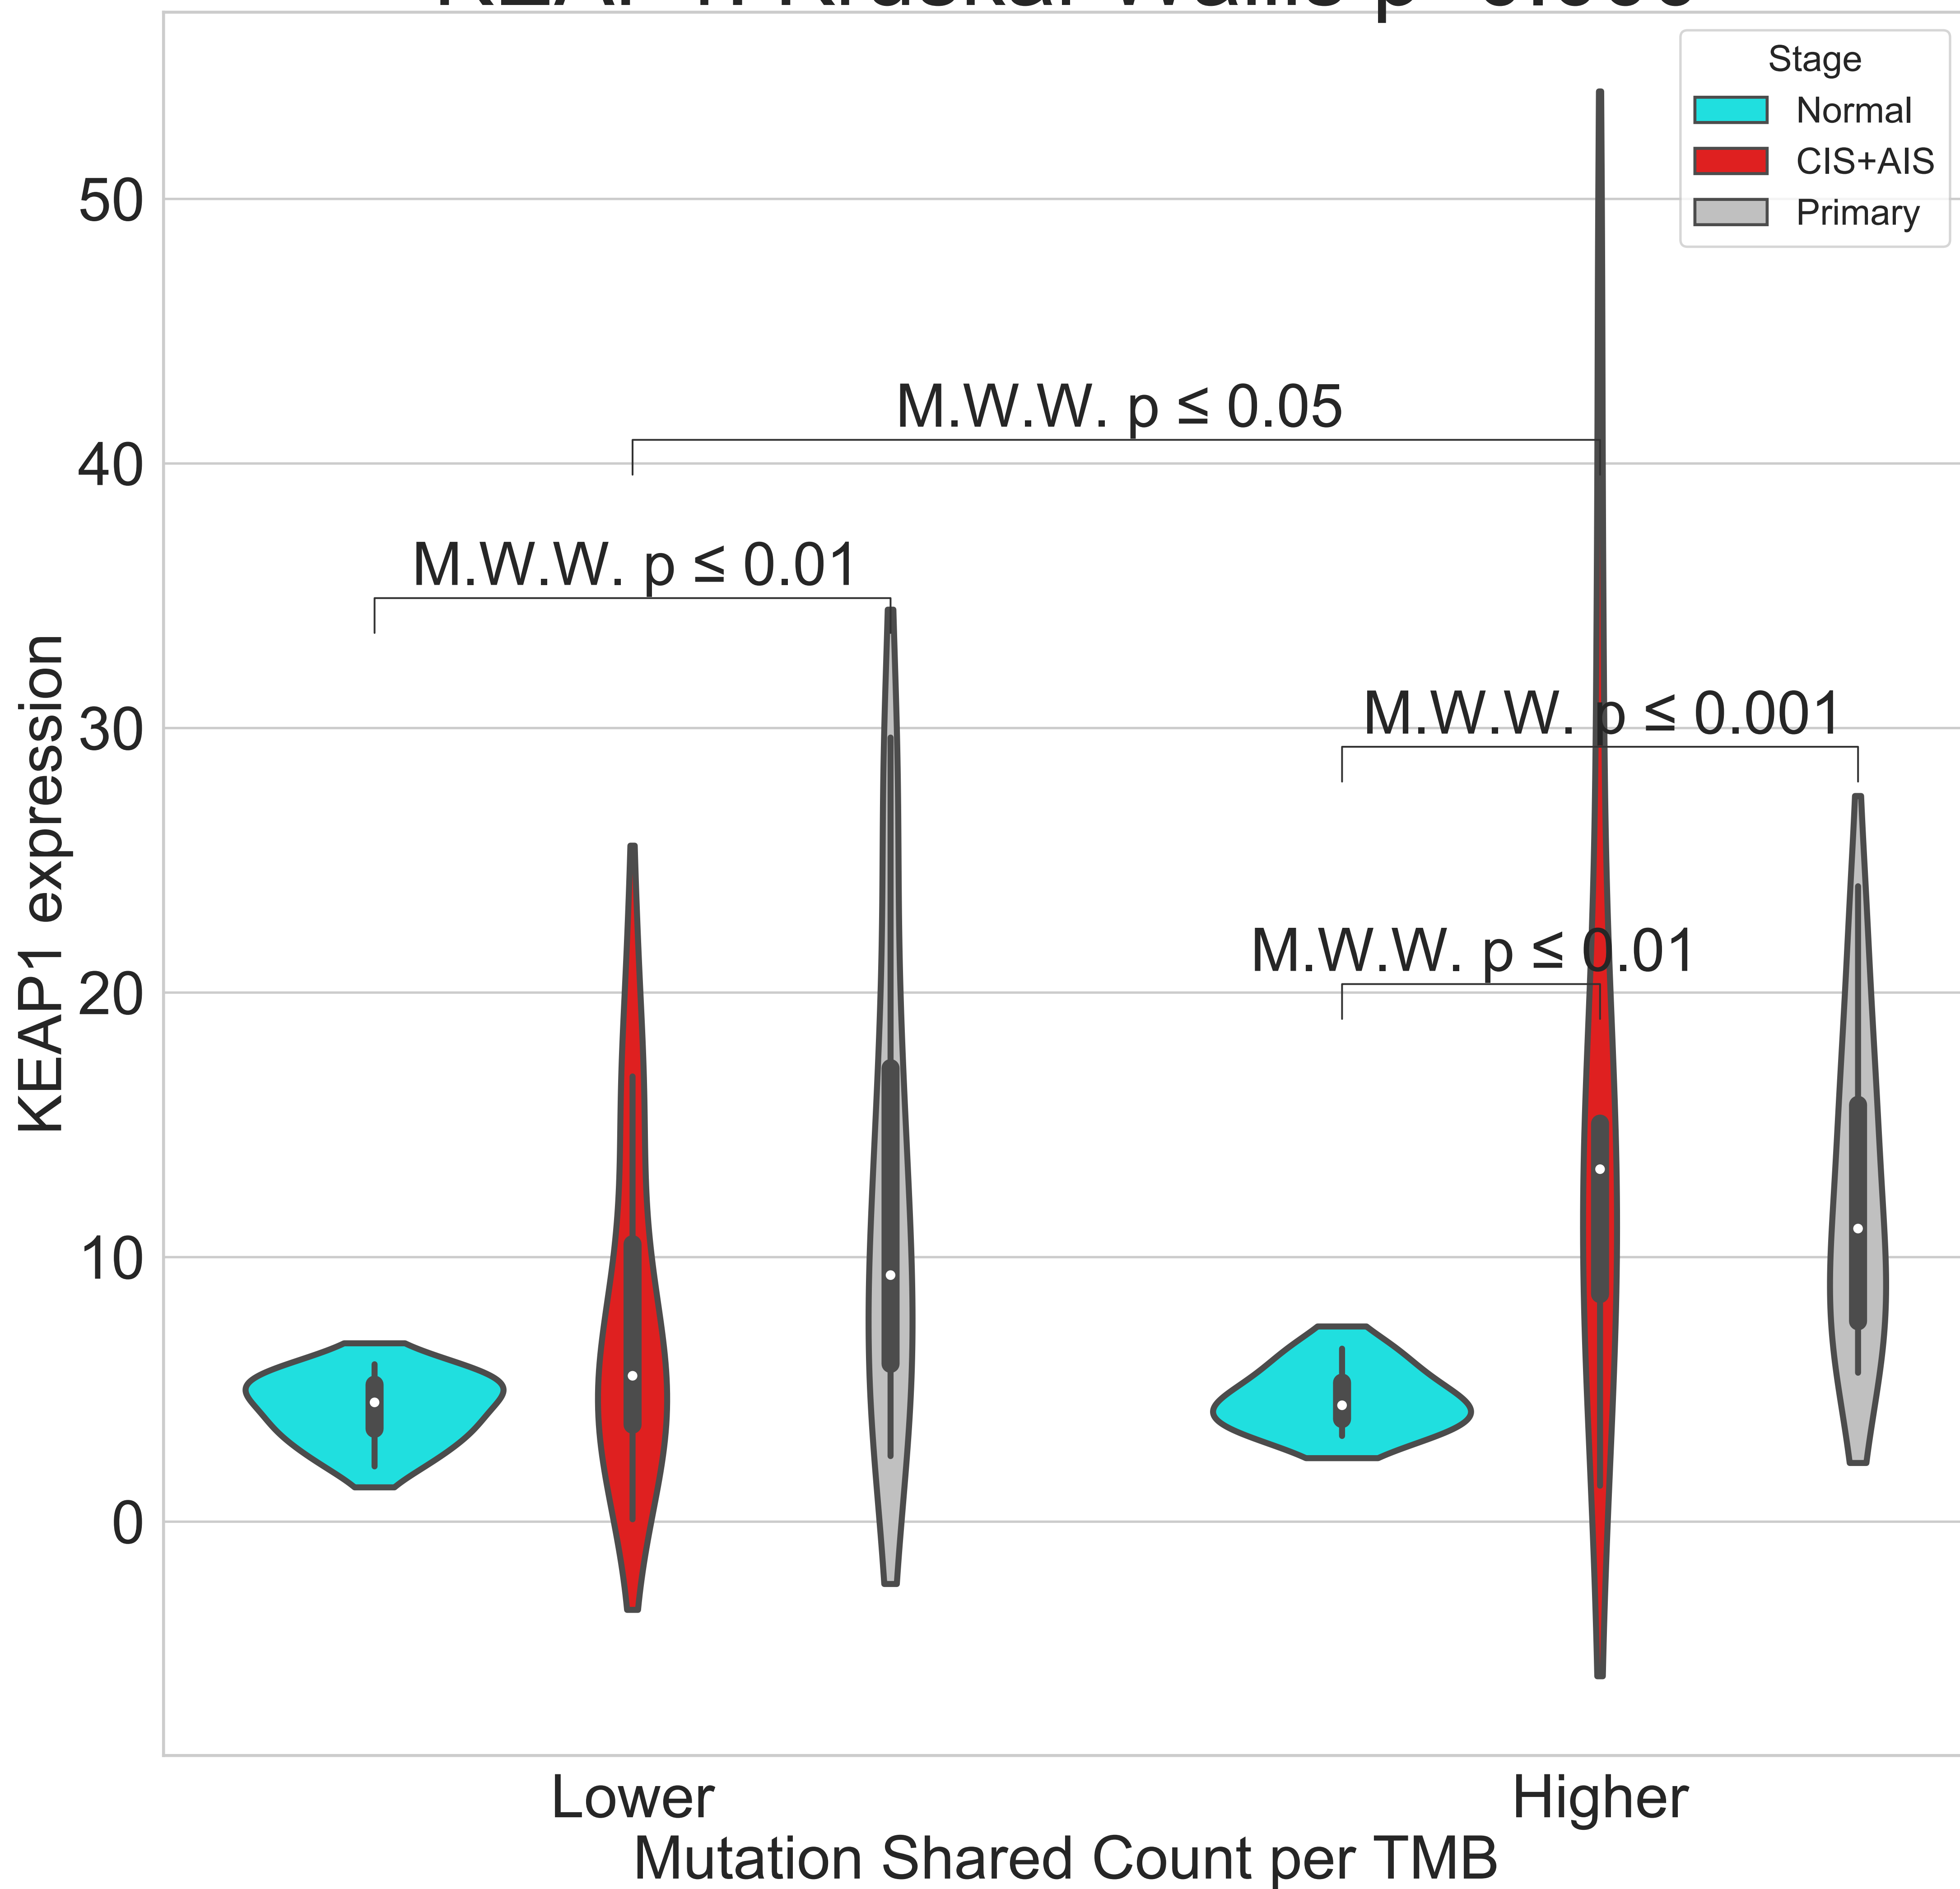 Stage
Normal
CIS+AIS
Primary
50
40
30
20
10
0
KEAP1 expression
M.W.W. p ≤ 0.05
M.W.W. p ≤ 0.01
M.W.W. p ≤ 0.001
M.W.W. p ≤ 0.01
Lower
Higher
Mutation Shared Count per TMB